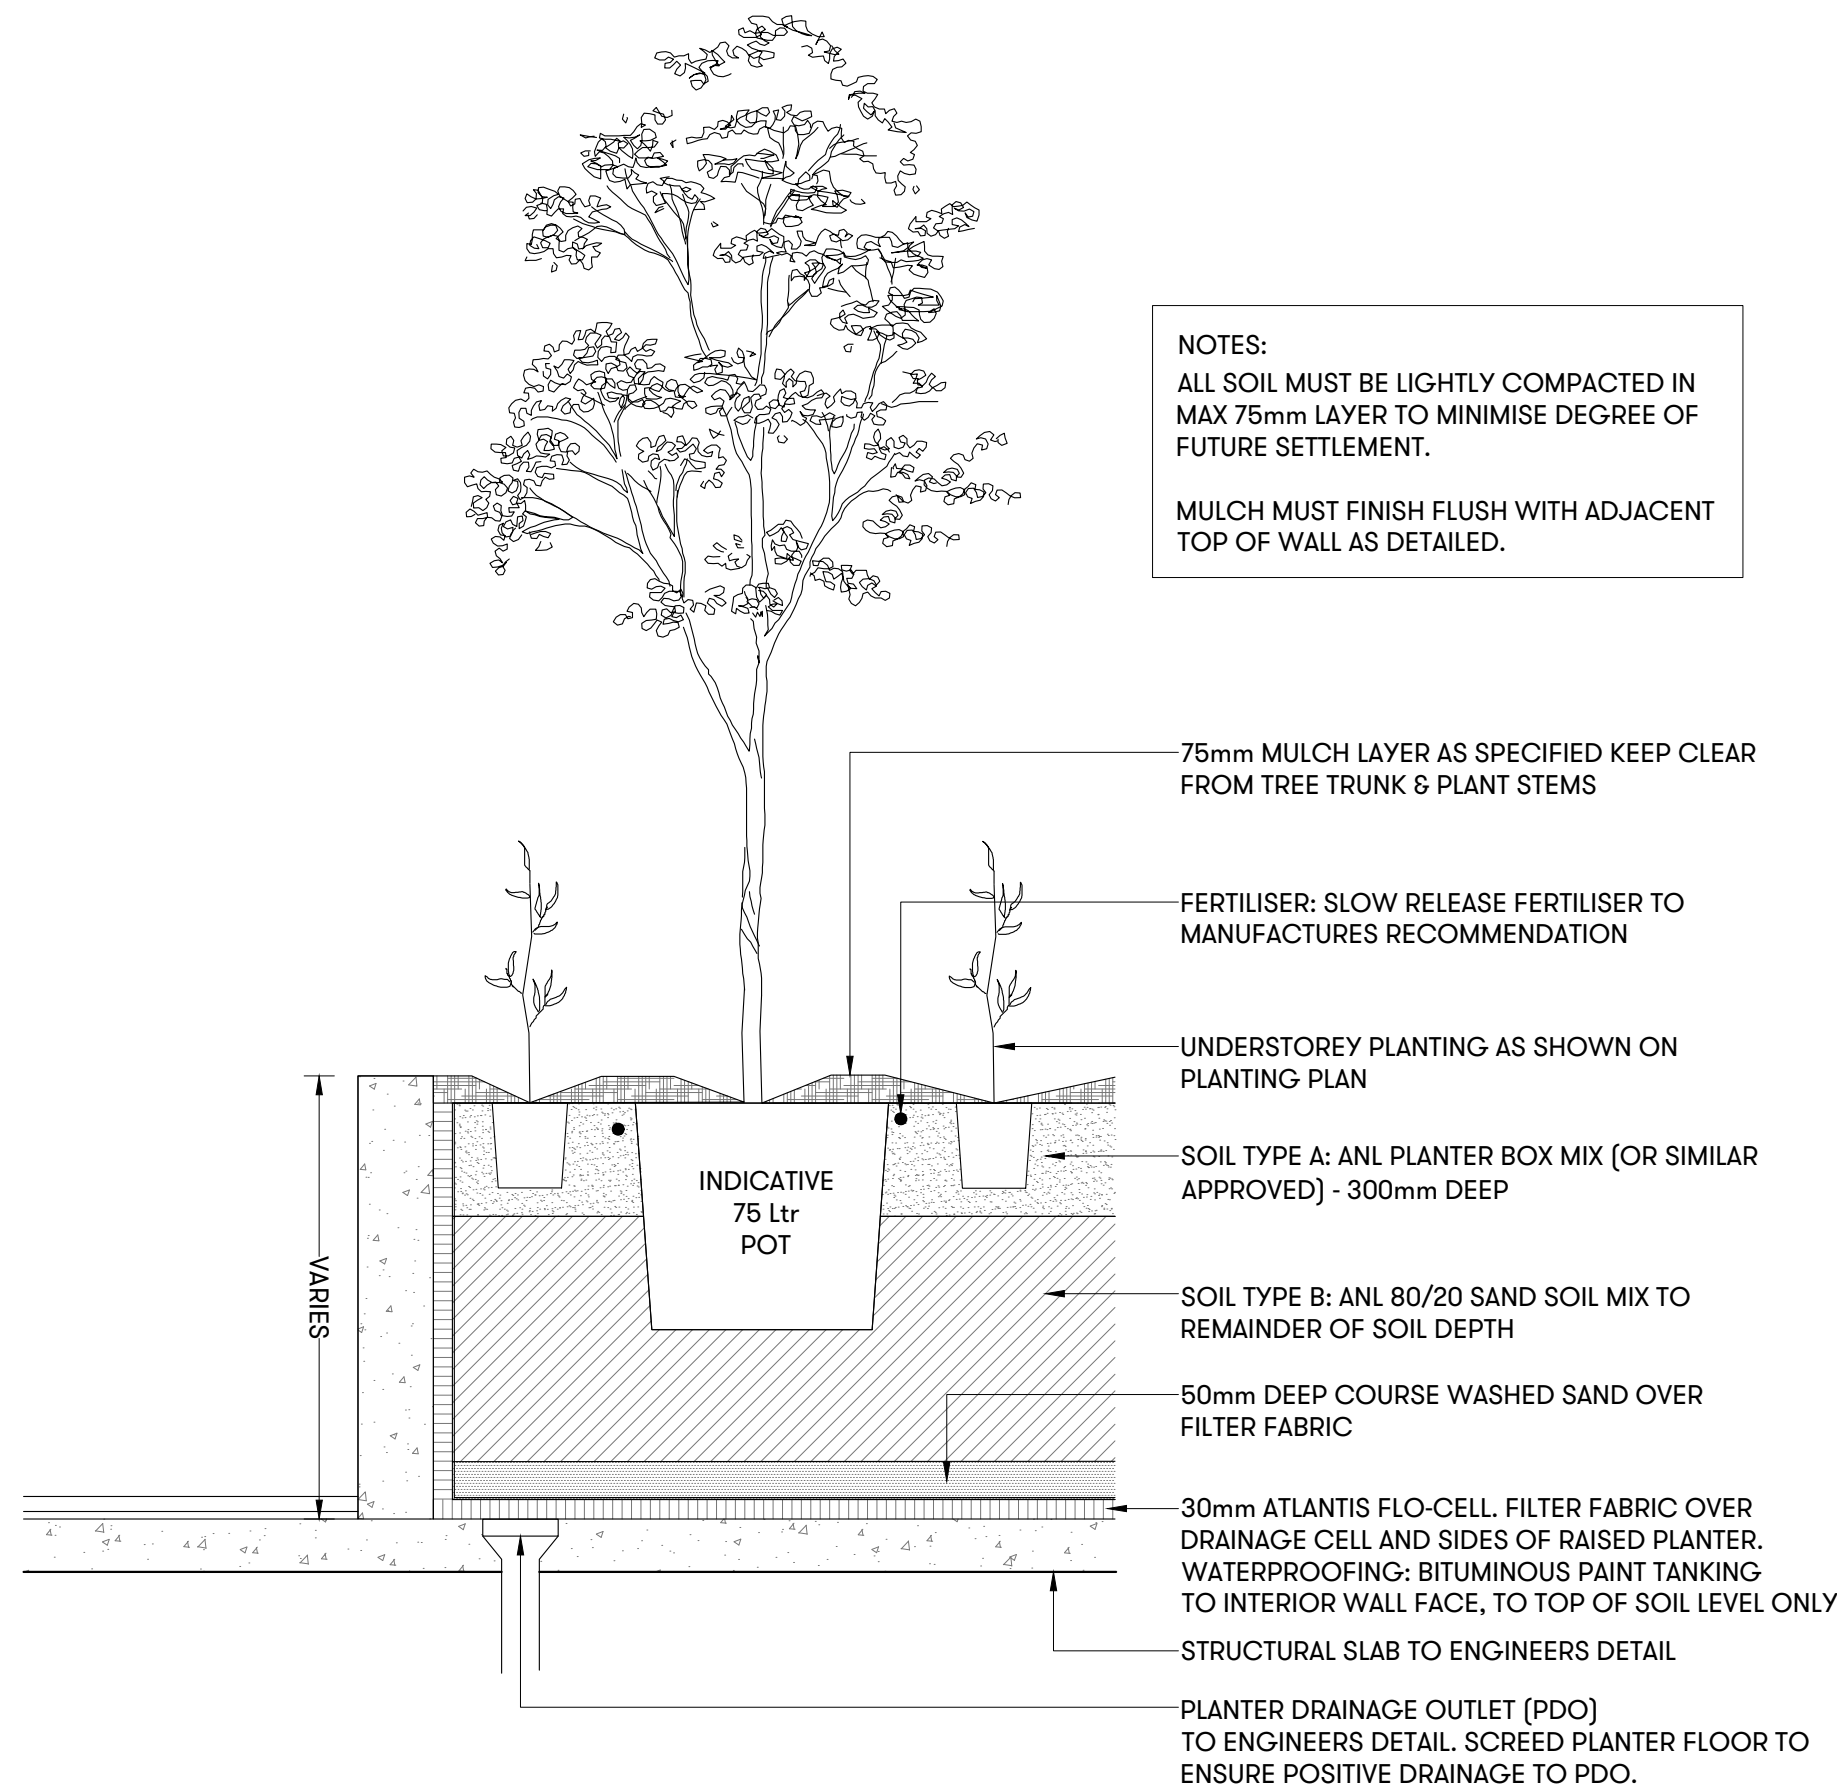 NOTES:
ALL SOIL MUST BE LIGHTLY COMPACTED IN
MAX 75mm LAYER TO MINIMISE DEGREE OF
FUTURE SETTLEMENT.
MULCH MUST FINISH FLUSH WITH ADJACENT
TOP OF WALL AS DETAILED.
75mm MULCH LAYER AS SPECIFIED KEEP CLEAR
FROM TREE TRUNK & PLANT STEMS
FERTILISER: SLOW RELEASE FERTILISER TO
MANUFACTURES RECOMMENDATION
UNDERSTOREY PLANTING AS SHOWN ON
PLANTING PLAN
SOIL TYPE A: ANL PLANTER BOX MIX (OR SIMILAR
APPROVED) - 300mm DEEP
INDICATIVE
75 Ltr
POT
VARIES
SOIL TYPE B: ANL 80/20 SAND SOIL MIX TO
REMAINDER OF SOIL DEPTH
50mm DEEP COURSE WASHED SAND OVER
FILTER FABRIC
30mm ATLANTIS FLO-CELL. FILTER FABRIC OVER
DRAINAGE CELL AND SIDES OF RAISED PLANTER.
WATERPROOFING: BITUMINOUS PAINT TANKING
TO INTERIOR WALL FACE, TO TOP OF SOIL LEVEL ONLY
STRUCTURAL SLAB TO ENGINEERS DETAIL
PLANTER DRAINAGE OUTLET (PDO)
TO ENGINEERS DETAIL. SCREED PLANTER FLOOR TO
ENSURE POSITIVE DRAINAGE TO PDO.